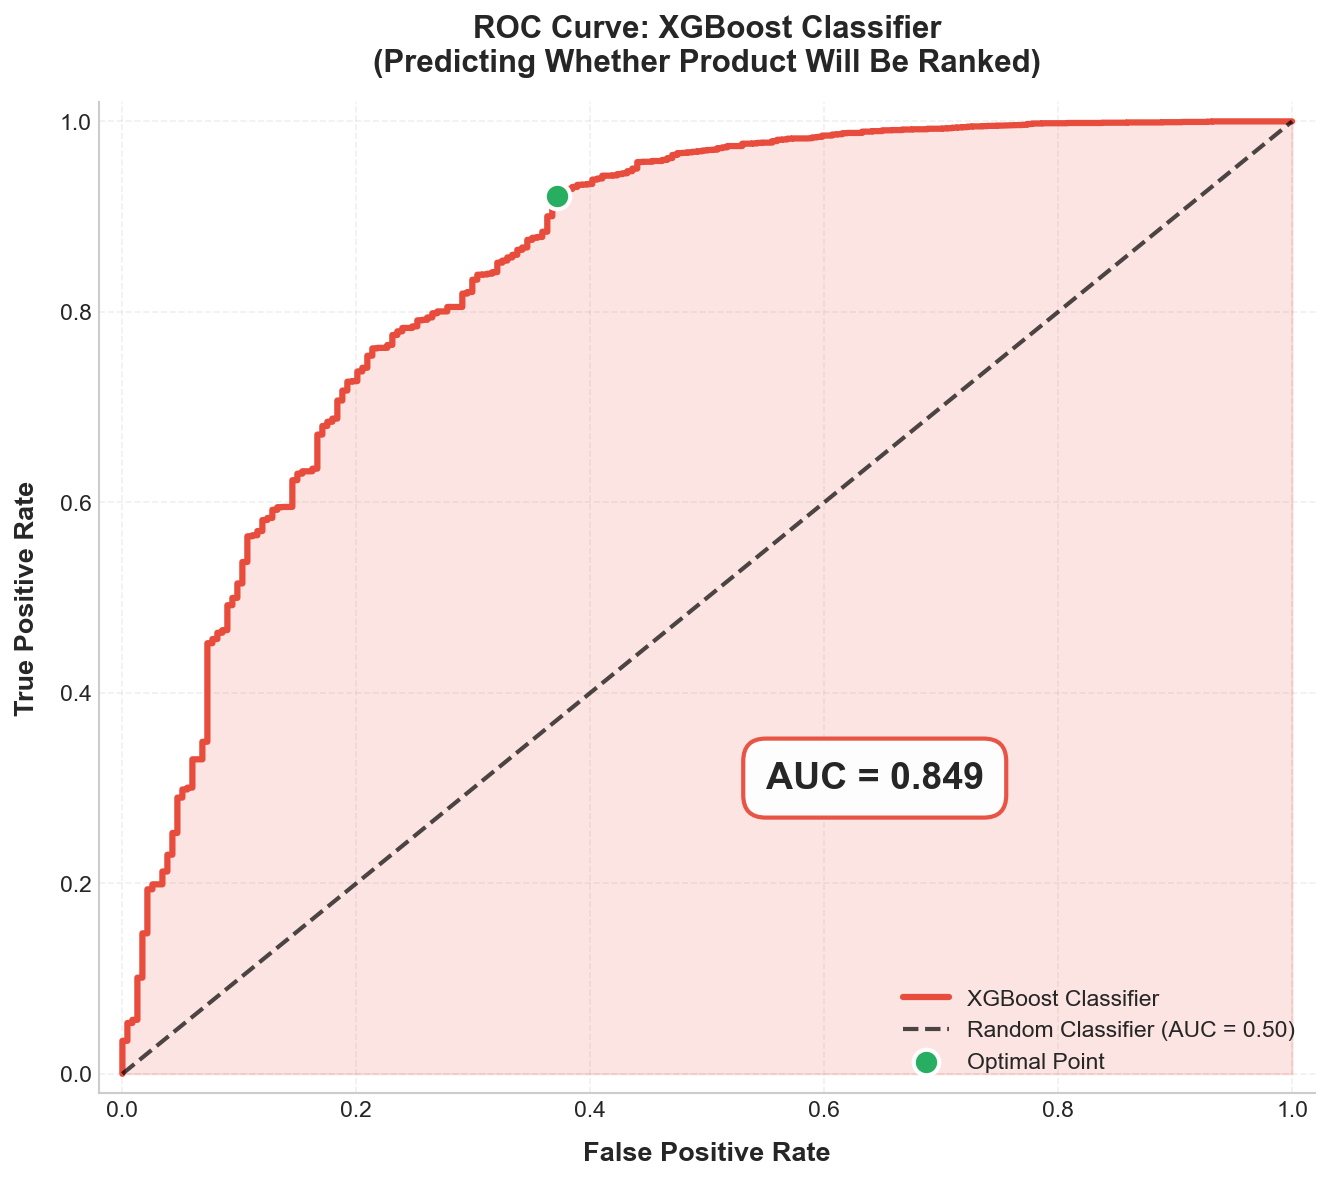 ROC Curve: XGBoost Classifier
(Predicting Whether Product Will Be Ranked)
True Positive Rate
1.0
0.8
0.6
0.4
0.2
0.0
AUC = 0.849
XGBoost Classifier
Random Classifier (AUC = 0.50)
Optimal Point
0.0 0.2 0.4 0.6 0.8 1.0
False Positive Rate